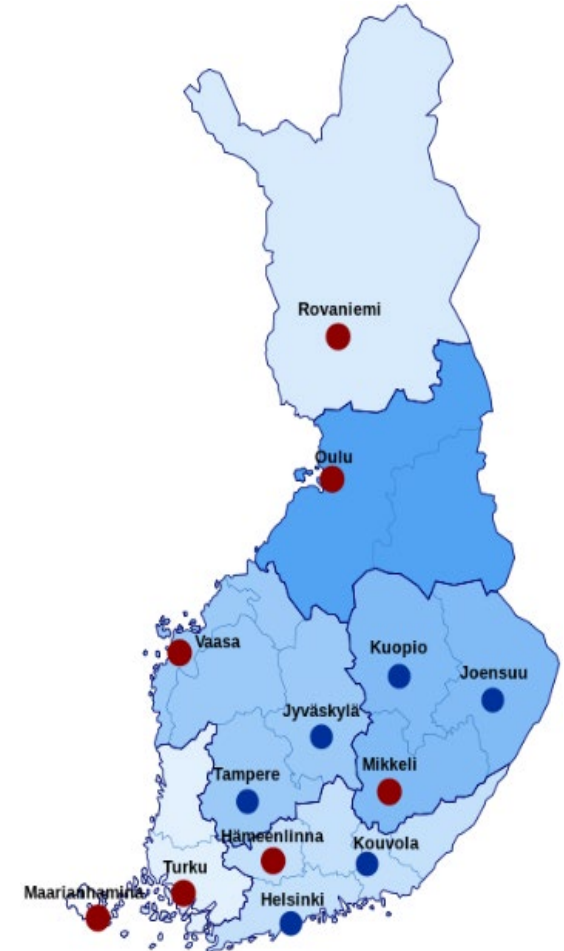 Rovaniemi
Oulu
Vaasa
Kuopio
Joensuu
Jyväskylä
Mikkeli
Tampere
Hämeenlinna
Kouvola
Turku
Maarianhamina
Helsinki